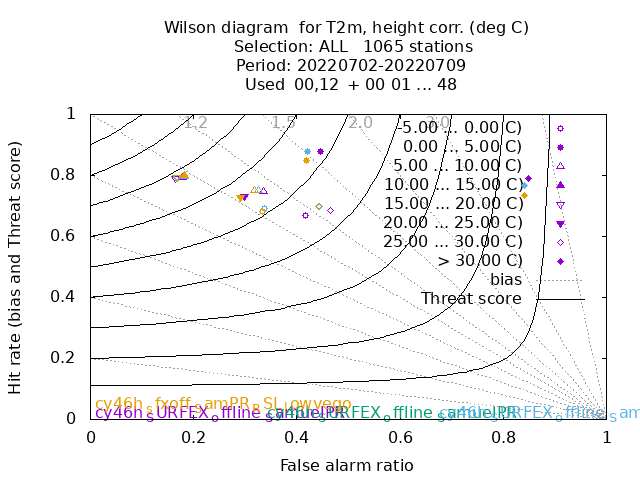 Wilson diagram  for T2m, height corr. (deg C)
Selection: ALL   1065 stations
Period: 20220702-20220709
Used  00,12  + 00 01 ... 48
Hit rate (bias and Threat score)
1
0.8
0.6
0.4
0.2
0
1.2
1.5
2.0
3.0
-5.00 ... 0.00 C)
0.00 ... 5.00 C)
5.00 ... 10.00 C)
10.00 ... 15.00 C)
15.00 ... 20.00 C)
20.00 ... 25.00 C)
25.00 ... 30.00 C)
> 30.00 C)
bias
Threat score
cy46h_sfxoff_samPR_RSL_lowvego
cy46h_SURFEX_offline_s
0 0.2 0.4 0.6 0.8 1
False alarm ratio